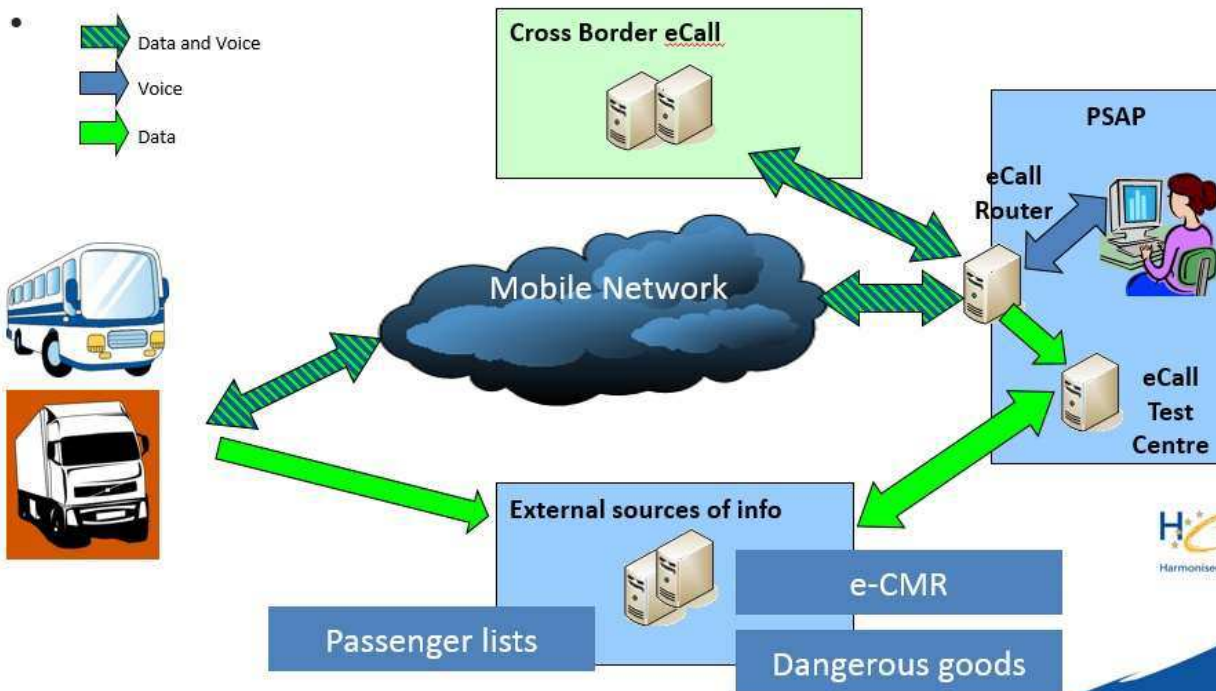 Data and Voice
Voice
Data
Cross Border eCall
PSAP
eCall
Router
Mobile Network
eCall
Test
Centre
External sources of info
e-CMR
Passenger lists
Dangerous goods